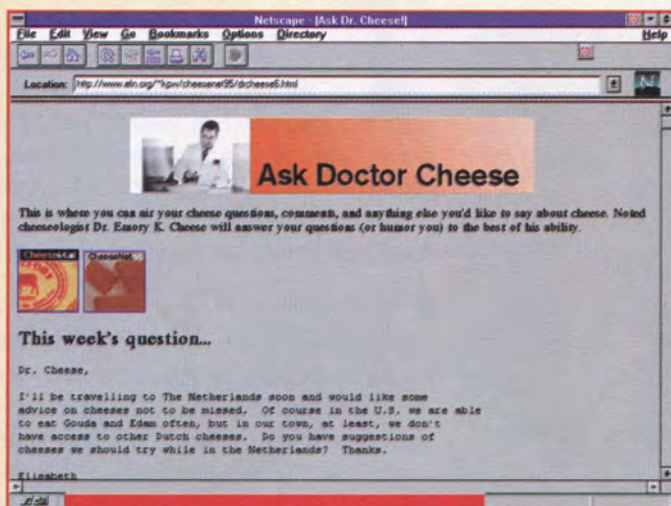 Netscape - [Ask Dr. Cheese!]
File Edit View Go Bookmarks Options Directory Help
Location: http://www.eln.org/~kpw/cheesenet95/drcheese6.html
N
Ask Doctor Cheese
This is where you can air your cheese questions, comments, and anything else you'd like to say about cheese. Noted
cheeseologist Dr. Emory K. Cheese will answer your questions (or humor you) to the best of his ability.
CheeseNet95
This week's question...
Dr. Cheese,
I'll be travelling to The Netherlands soon and would like some
advice on cheeses not to be missed. Of course in the U.S. we are able
to eat Gouda and Edam often, but in our town, at least, we don't
have access to other Dutch cheeses. Do you have suggestions of
cheeses we should try while in the Netherlands? Thanks.
Elisabeth